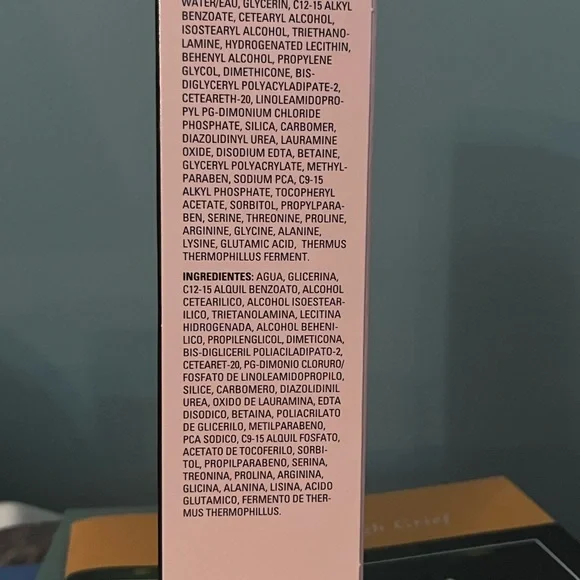 WATER/EAU, GLYCERIN, C12-15 ALKYL
BENZOATE, CETEARYL ALCOHOL,
ISOSTEARYL ALCOHOL, TRIETHANO-
LAMINE, HYDROGENATED LECITHIN,
BEHENYL ALCOHOL, PROPYLENE
GLYCOL, DIMETHICONE, BIS-
DIGLYCERYL POLYACYLADIPATE-2,
CETEARETH-20, LINOLEAMIDOPRO-
PYL PG-DIMONIUM CHLORIDE
PHOSPHATE, SILICA, CARBOMER,
DIAZOLIDINYL UREA, LAURAMINE
OXIDE, DISODIUM EDTA, BETAINE,
GLYCERYL POLYACRYLATE, METHYL-
PARABEN, SODIUM PCA, C9-15
ALKYL PHOSPHATE, TOCOPHERYL
ACETATE, SORBITOL, PROPYLPARA-
BEN, SERINE, THREONINE, PROLINE,
ARGININE, GLYCINE, ALANINE,
LYSINE, GLUTAMIC ACID, THERMUS
THERMOPHILLUS FERMENT.
INGREDIENTES: AGUA, GLICERINA,
C12-15 ALQUIL BENZOATO, ALCOHOL
CETEARILICO, ALCOHOL ISOESTEAR-
ILICO, TRIETANOLAMINA, LECITINA
HIDROGENADA, ALCOHOL BEHENI-
LICO, PROPILENGLICOL, DIMETICONA,
BIS-DIGLICERIL POLIACILADIPATO-2,
CETEARET-20, PG-DIMONIO CLORURO/
FOSFATO DE LINOLEAMIDOPROPILO,
SILICE, CARBOMERO, DIAZOLIDINIL
UREA, OXIDO DE LAURAMINA, EDTA
DISODICO, BETAINA, POLIACRILATO
DE GLICERILO, METILPARABENO,
PCA SODICO, C9-15 ALQUIL FOSFATO,
ACETATO DE TOCOFERILO, SORBI-
TOL, PROPILPARABENO, SERINA,
TREONINA, PROLINA, ARGININA,
GLICINA, ALANINA, LISINA, ACIDO
GLUTAMICO, FERMENTO DE THER-
MUS THERMOPHILLUS.
Grief